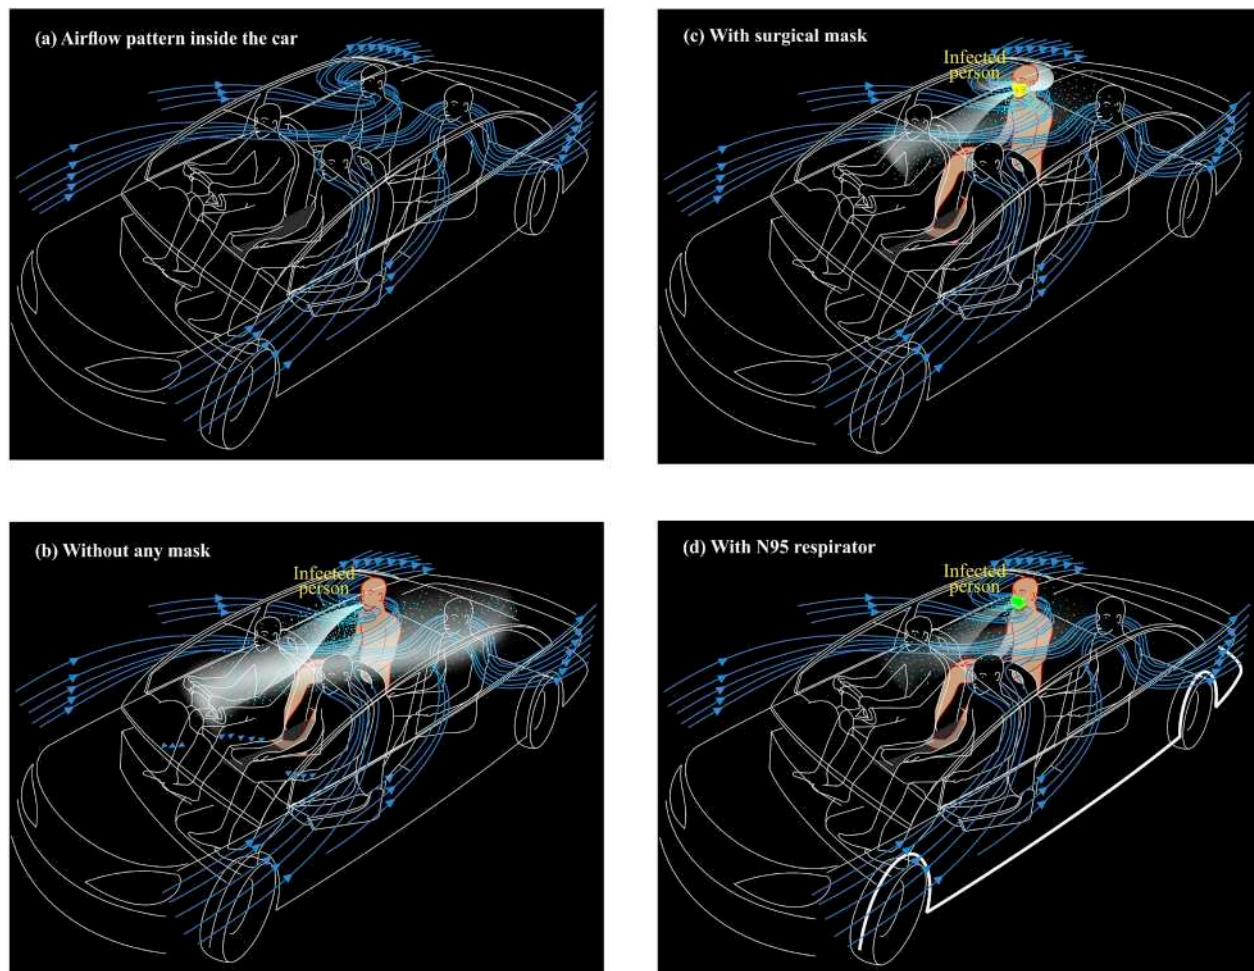 (a) Airflow pattern inside the car
(c) With surgical mask
Infected
person
(b) Without any mask
Infected
person
(d) With N95 respirator
Infected
person